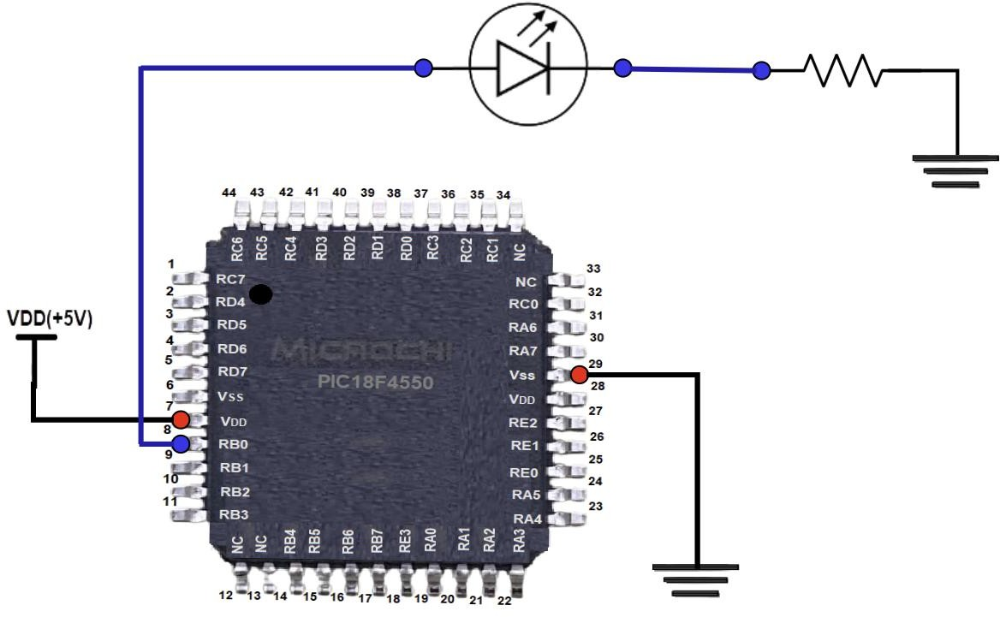 44 43 42 41 40 39 38 37 36 35 34
RC6 RC5 RC4 RD3 RD2 RD1 RD0 RC3 RC2 RC1 NC
VDD(+5V)
1 RC7
2 RD4
3 RD5
4 RD6
5 RD7
6 Vss
7 VDD
8 RB0
9 RB1
10 RB2
11 RB3
MICROCHI
PIC18F4550
NC 33
RC0 32
RA6 31
RA7 30
Vss 29
VDD 28
RE2 27
RE1 26
RE0 25
RA5 24
RA4 23
NC NC RB4 RB5 RB6 RB7 RE3 RA0 RA1 RA2 RA3
12 13 14 15 16 17 18 19 20 21 22